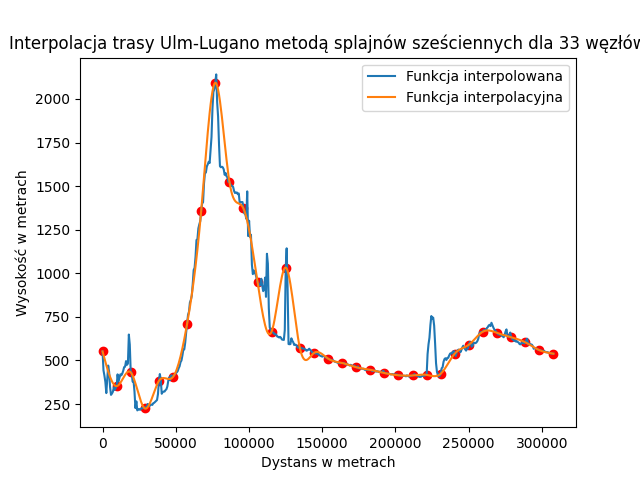 Interpolacja trasy Ulm-Lugano metodą splajnów sześciennych dla 33 węzłów
Funkcja interpolowana
Funkcja interpolacyjna
Wysokość w metrach
2000
1750
1500
1250
1000
750
500
250
0 50000 100000 150000 200000 250000 300000
Dystans w metrach